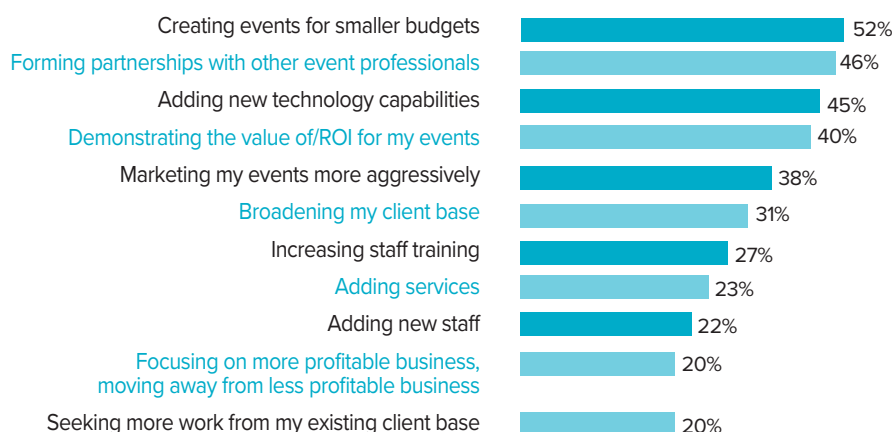 Creating events for smaller budgets 52%
Forming partnerships with other event professionals 46%
Adding new technology capabilities 45%
Demonstrating the value of/ROI for my events 40%
Marketing my events more aggressively 38%
Broadening my client base 31%
Increasing staff training 27%
Adding services 23%
Adding new staff 22%
Focusing on more profitable business,
moving away from less profitable business 20%
Seeking more work from my existing client base 20%